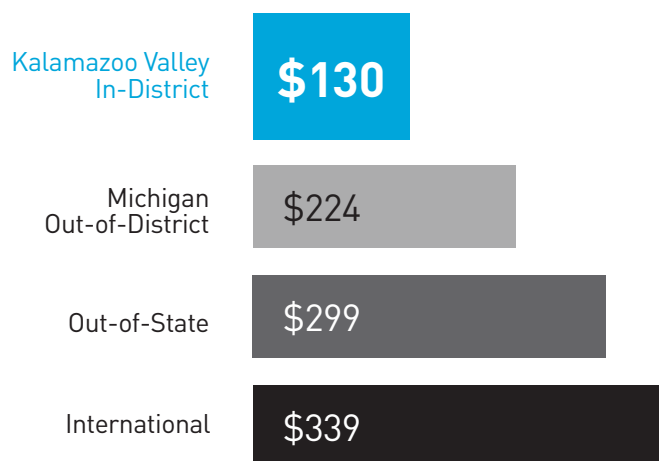 Kalamazoo Valley
In-District
$130
Michigan
Out-of-District
$224
Out-of-State
$299
International
$339